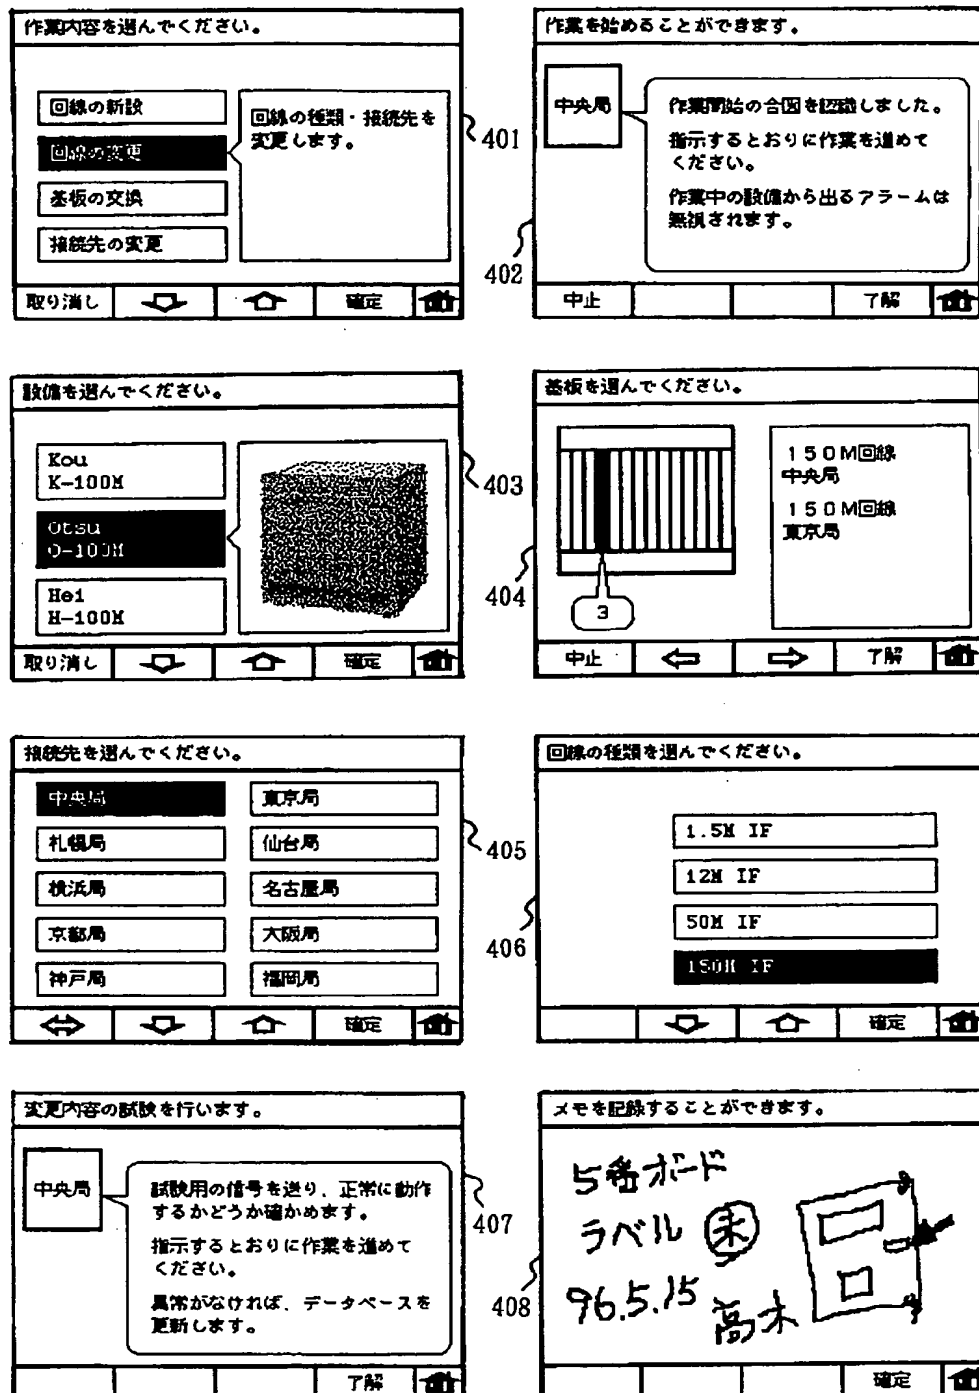 作業内容を選んでください。
回線の新設
回線の変更
基板の交換
接続先の変更
回線の種類・接続先を
変更します。
取り消し
確定
401
作業を始めることができます。
中央局
作業開始の合図を認識しました。
指示するとおりに作業を進めて
ください。
作業中の設備から出るアラームは
無視されます。
中止
了解
402
設備を選んでください。
Kou
K-100M
Otsu
O-100M
Hei
H-100M
取り消し
確定
403
基板を選んでください。
150M回線
中央局
150M回線
東京局
3
中止
了解
404
接続先を選んでください。
中央局
東京局
札幌局
仙台局
横浜局
名古屋局
京都局
大阪局
神戸局
福岡局
確定
405
回線の種類を選んでください。
1.5M IF
12M IF
50M IF
150M IF
確定
406
変更内容の試験を行います。
中央局
試験用の信号を送り、正常に動作
するかどうか確かめます。
指示するとおりに作業を進めて
ください。
異常がなければ、データベースを
更新します。
了解
407
メモを記録することができます。
5番ボード
ラベル 未
96.5.15 高木
確定
408